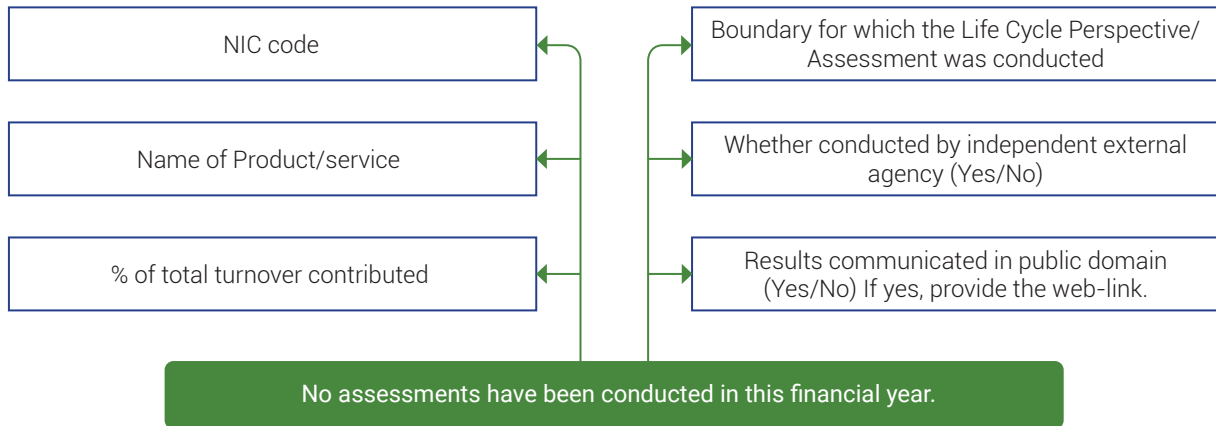 NIC code
Name of Product/service
% of total turnover contributed
Boundary for which the Life Cycle Perspective/
Assessment was conducted
Whether conducted by independent external
agency (Yes/No)
Results communicated in public domain
(Yes/No) If yes, provide the web-link.
No assessments have been conducted in this financial year.